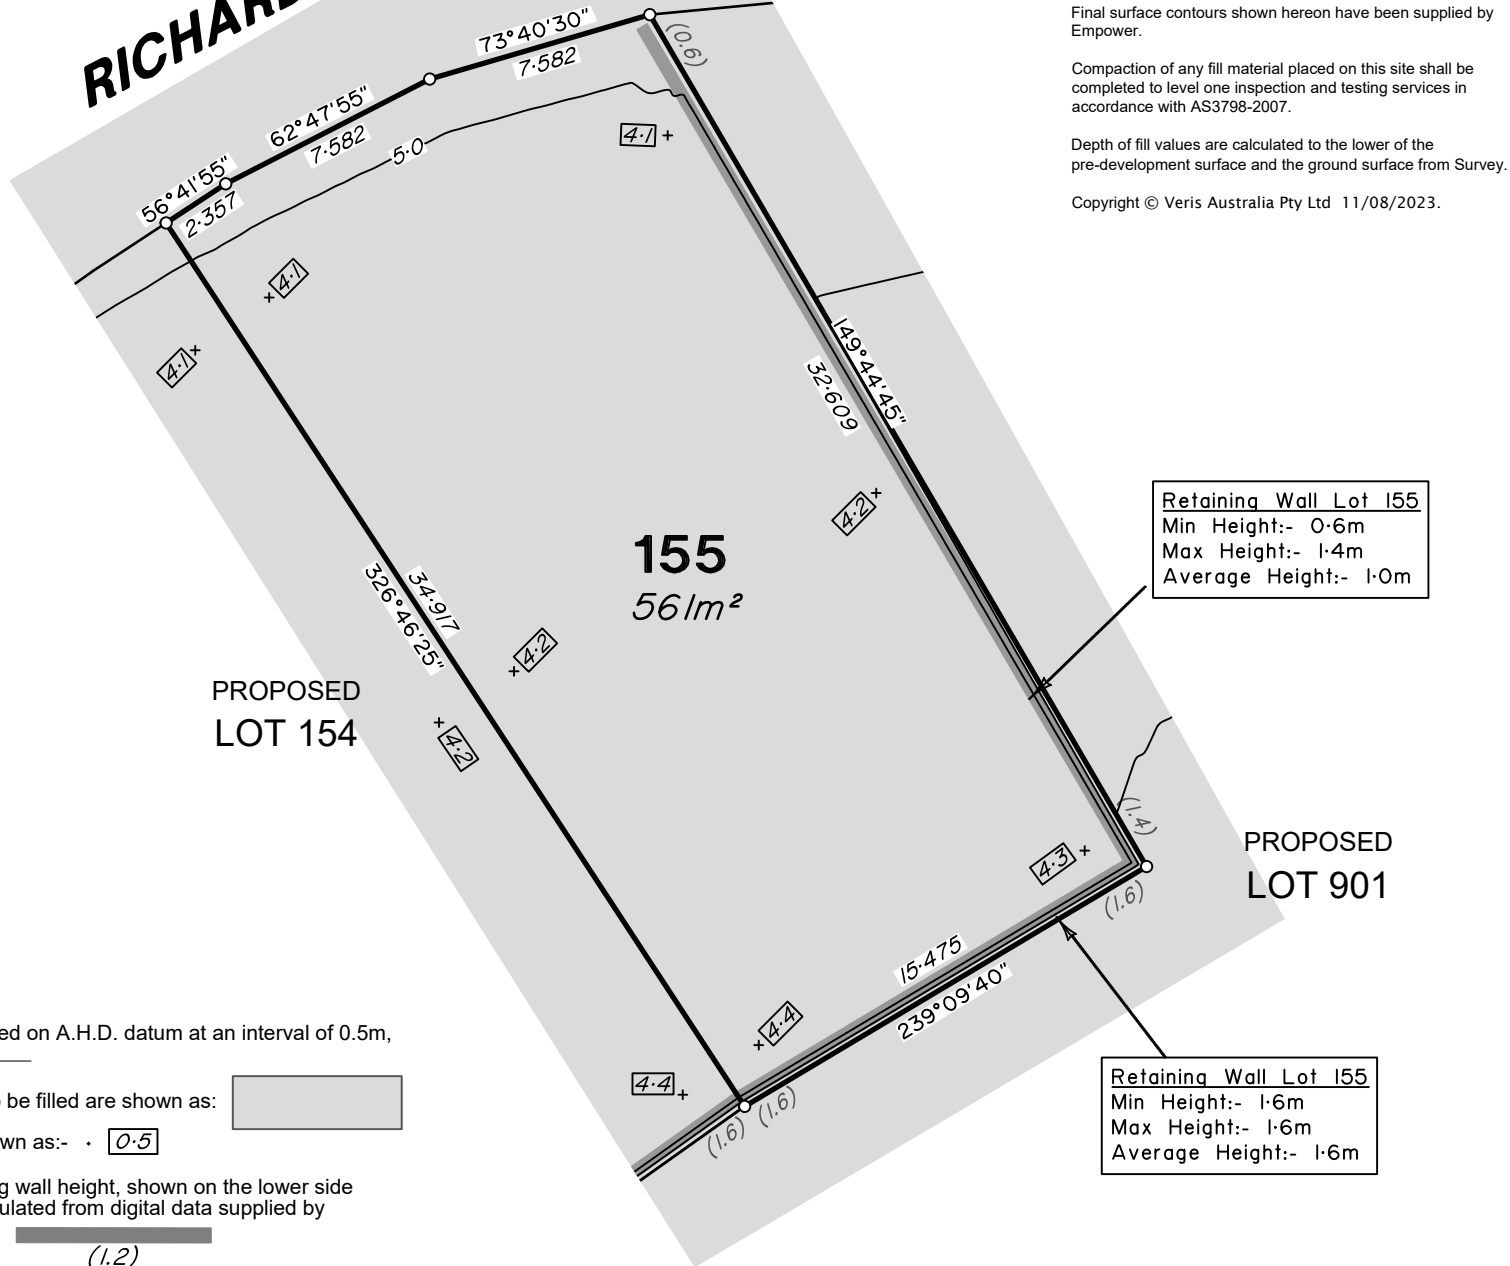 RICHARD
Final surface contours shown hereon have been supplied by
Empower.
Compaction of any fill material placed on this site shall be
completed to level one inspection and testing services in
accordance with AS3798-2007.
Depth of fill values are calculated to the lower of the
pre-development surface and the ground surface from Survey.
Copyright © Veris Australia Pty Ltd 11/08/2023.
73°40'30"
7·582
(0.6)
62°47'55"
7·582
5·0
4·1
56°41'55"
2·357
4·1
4·1
149°44'45"
32·609
4·2
155
561m²
Retaining Wall Lot 155
Min Height:- 0·6m
Max Height:- 1·4m
Average Height:- 1·0m
34·917
326°46'25"
4·2
4·2
PROPOSED
LOT 154
(1.4)
4·3
PROPOSED
LOT 901
(1.6)
15·475
239°09'40"
4·4
4·4
(1.6)
(1.6)
Retaining Wall Lot 155
Min Height:- 1·6m
Max Height:- 1·6m
Average Height:- 1·6m
ed on A.H.D. datum at an interval of 0.5m,
be filled are shown as:
wn as:- · 0·5
g wall height, shown on the lower side
ulated from digital data supplied by
(1.2)